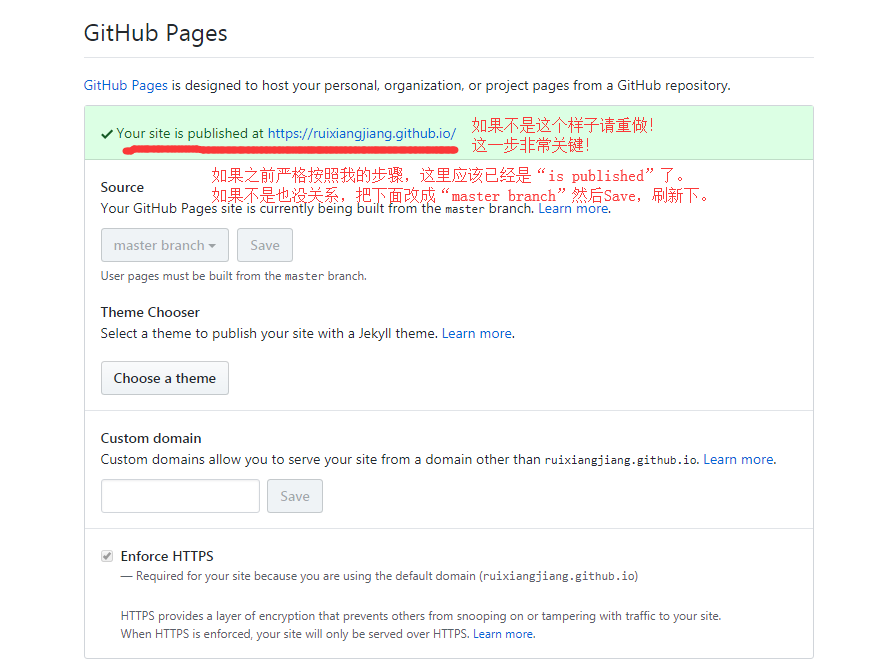 GitHub Pages
GitHub Pages is designed to host your personal, organization, or project pages from a GitHub repository.
Your site is published at https://ruixiangjiang.github.io/
如果不是这个样子请重做!
这一步非常关键!
如果之前严格按照我的步骤,这里应该已经是“is published”了。
如果不是也没关系,把下面改成“master branch”然后Save,刷新下。
Source
Your GitHub Pages site is currently being built from the master branch. Learn more.
master branch
Save
User pages must be built from the master branch.
Theme Chooser
Select a theme to publish your site with a Jekyll theme. Learn more.
Choose a theme
Custom domain
Custom domains allow you to serve your site from a domain other than ruixiangjiang.github.io. Learn more.
Save
Enforce HTTPS
— Required for your site because you are using the default domain (ruixiangjiang.github.io)
HTTPS provides a layer of encryption that prevents others from snooping on or tampering with traffic to your site.
When HTTPS is enforced, your site will only be served over HTTPS. Learn more.